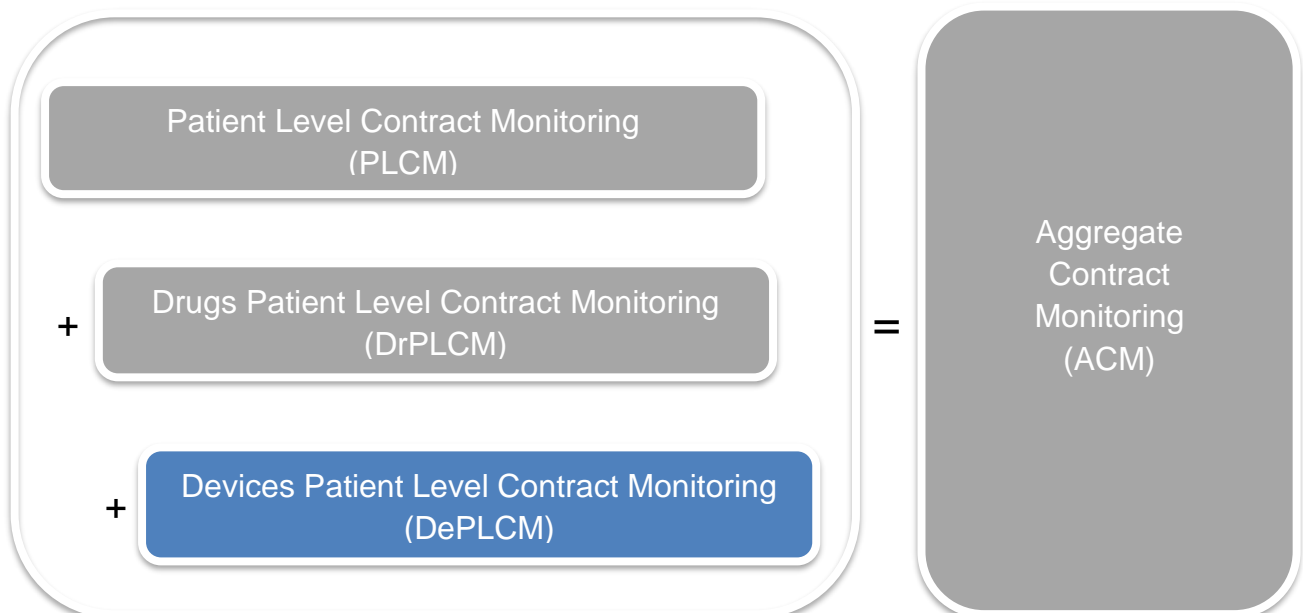 Patient Level Contract Monitoring
(PLCM)
+
Drugs Patient Level Contract Monitoring
(DrPLCM)
+
Devices Patient Level Contract Monitoring
(DePLCM)
=
Aggregate
Contract
Monitoring
(ACM)